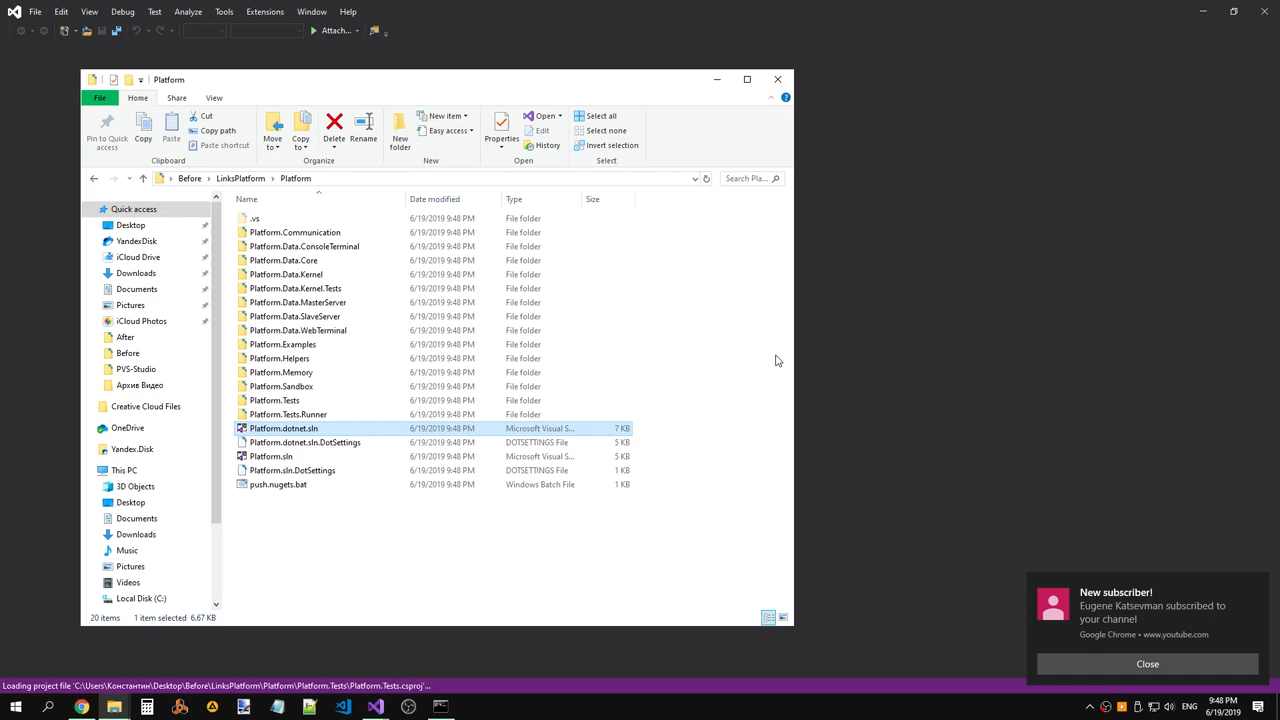 File Edit View Debug Test Analyze Tools Extensions Window Help
Attach...
Platform
File Home Share View
Pin to Quick access
Copy
Paste
Cut
Copy path
Paste shortcut
Clipboard
Move to
Copy to
Delete
Rename
Organize
New folder
New item
Easy access
New
Properties
Open
Edit
History
Open
Select all
Select none
Invert selection
Select
Before LinksPlatform Platform
Search Pla...
Name Date modified Type Size
Quick access
Desktop
YandexDisk
iCloud Drive
Downloads
Documents
Pictures
iCloud Photos
After
Before
PVS-Studio
Архив Видео
Creative Cloud Files
OneDrive
Yandex.Disk
This PC
3D Objects
Desktop
Documents
Downloads
Music
Pictures
Videos
Local Disk (C:)
.vs 6/19/2019 9:48 PM File folder
Platform.Communication 6/19/2019 9:48 PM File folder
Platform.Data.ConsoleTerminal 6/19/2019 9:48 PM File folder
Platform.Data.Core 6/19/2019 9:48 PM File folder
Platform.Data.Kernel 6/19/2019 9:48 PM File folder
Platform.Data.Kernel.Tests 6/19/2019 9:48 PM File folder
Platform.Data.MasterServer 6/19/2019 9:48 PM File folder
Platform.Data.SlaveServer 6/19/2019 9:48 PM File folder
Platform.Data.WebTerminal 6/19/2019 9:48 PM File folder
Platform.Examples 6/19/2019 9:48 PM File folder
Platform.Helpers 6/19/2019 9:48 PM File folder
Platform.Memory 6/19/2019 9:48 PM File folder
Platform.Sandbox 6/19/2019 9:48 PM File folder
Platform.Tests 6/19/2019 9:48 PM File folder
Platform.Tests.Runner 6/19/2019 9:48 PM File folder
Platform.dotnet.sln 6/19/2019 9:48 PM Microsoft Visual S... 7 KB
Platform.dotnet.sln.DotSettings 6/19/2019 9:48 PM DOTSETTINGS File 5 KB
Platform.sln 6/19/2019 9:48 PM Microsoft Visual S... 5 KB
Platform.sln.DotSettings 6/19/2019 9:48 PM DOTSETTINGS File 1 KB
push.nugets.bat 6/19/2019 9:48 PM Windows Batch File 1 KB
20 items 1 item selected 6.67 KB
New subscriber!
Eugene Katsevman subscribed to
your channel
Google Chrome • www.youtube.com
Close
Loading project file 'C:\Users\Константин\Desktop\Before\LinksPlatform\Platform\Platform.Tests\Platform.Tests.csproj'...
ENG
9:48 PM
6/19/2019